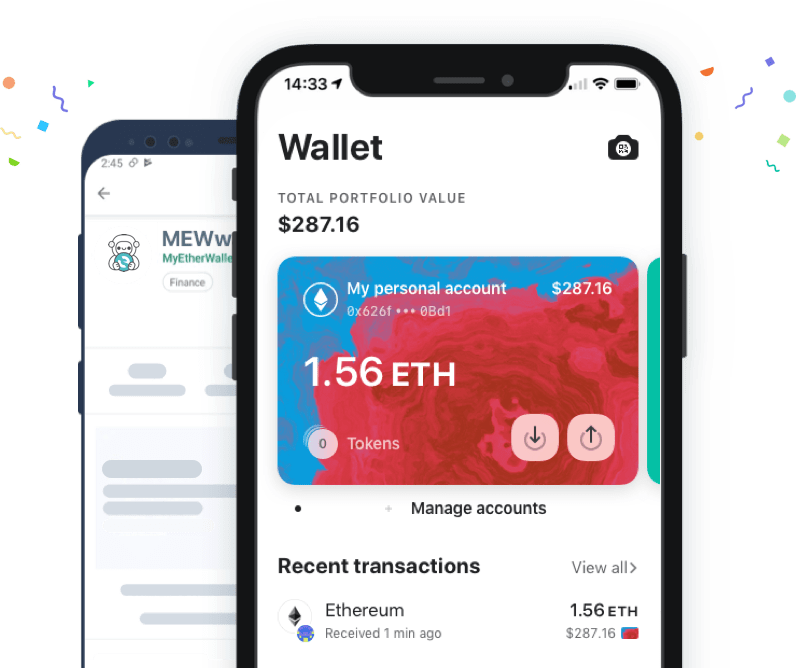 14:33
Wallet
TOTAL PORTFOLIO VALUE
$287.16
My personal account $287.16
0x626f ••• 0Bd1
1.56 ETH
0 Tokens
+ Manage accounts
Recent transactions View all>
Ethereum 1.56 ETH
Received 1 min ago $287.16
2:45
MEWw
MyEtherWalle
Finance